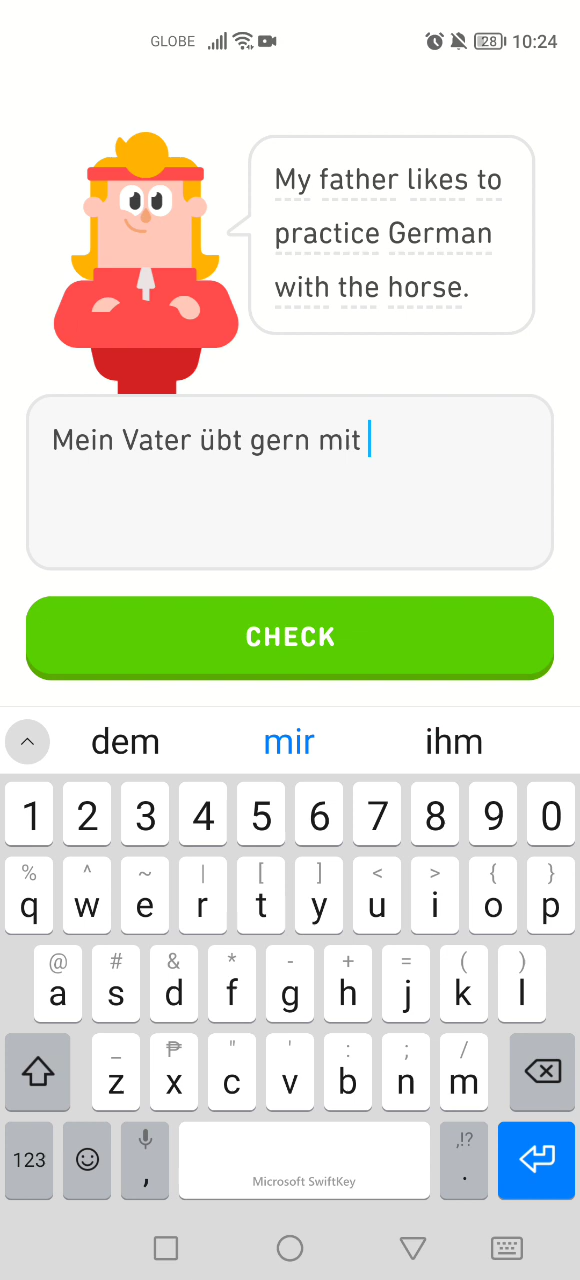 GLOBE 28 10:24
My father likes to
practice German
with the horse.
Mein Vater übt gern mit
CHECK
dem mir ihm
1 2 3 4 5 6 7 8 9 0
% ^ ~ | [ ] < > { }
q w e r t y u i o p
@ # & * - + = ( )
a s d f g h j k l
_ ₱ " ' : ; /
z x c v b n m
123 , Microsoft SwiftKey ,!? .